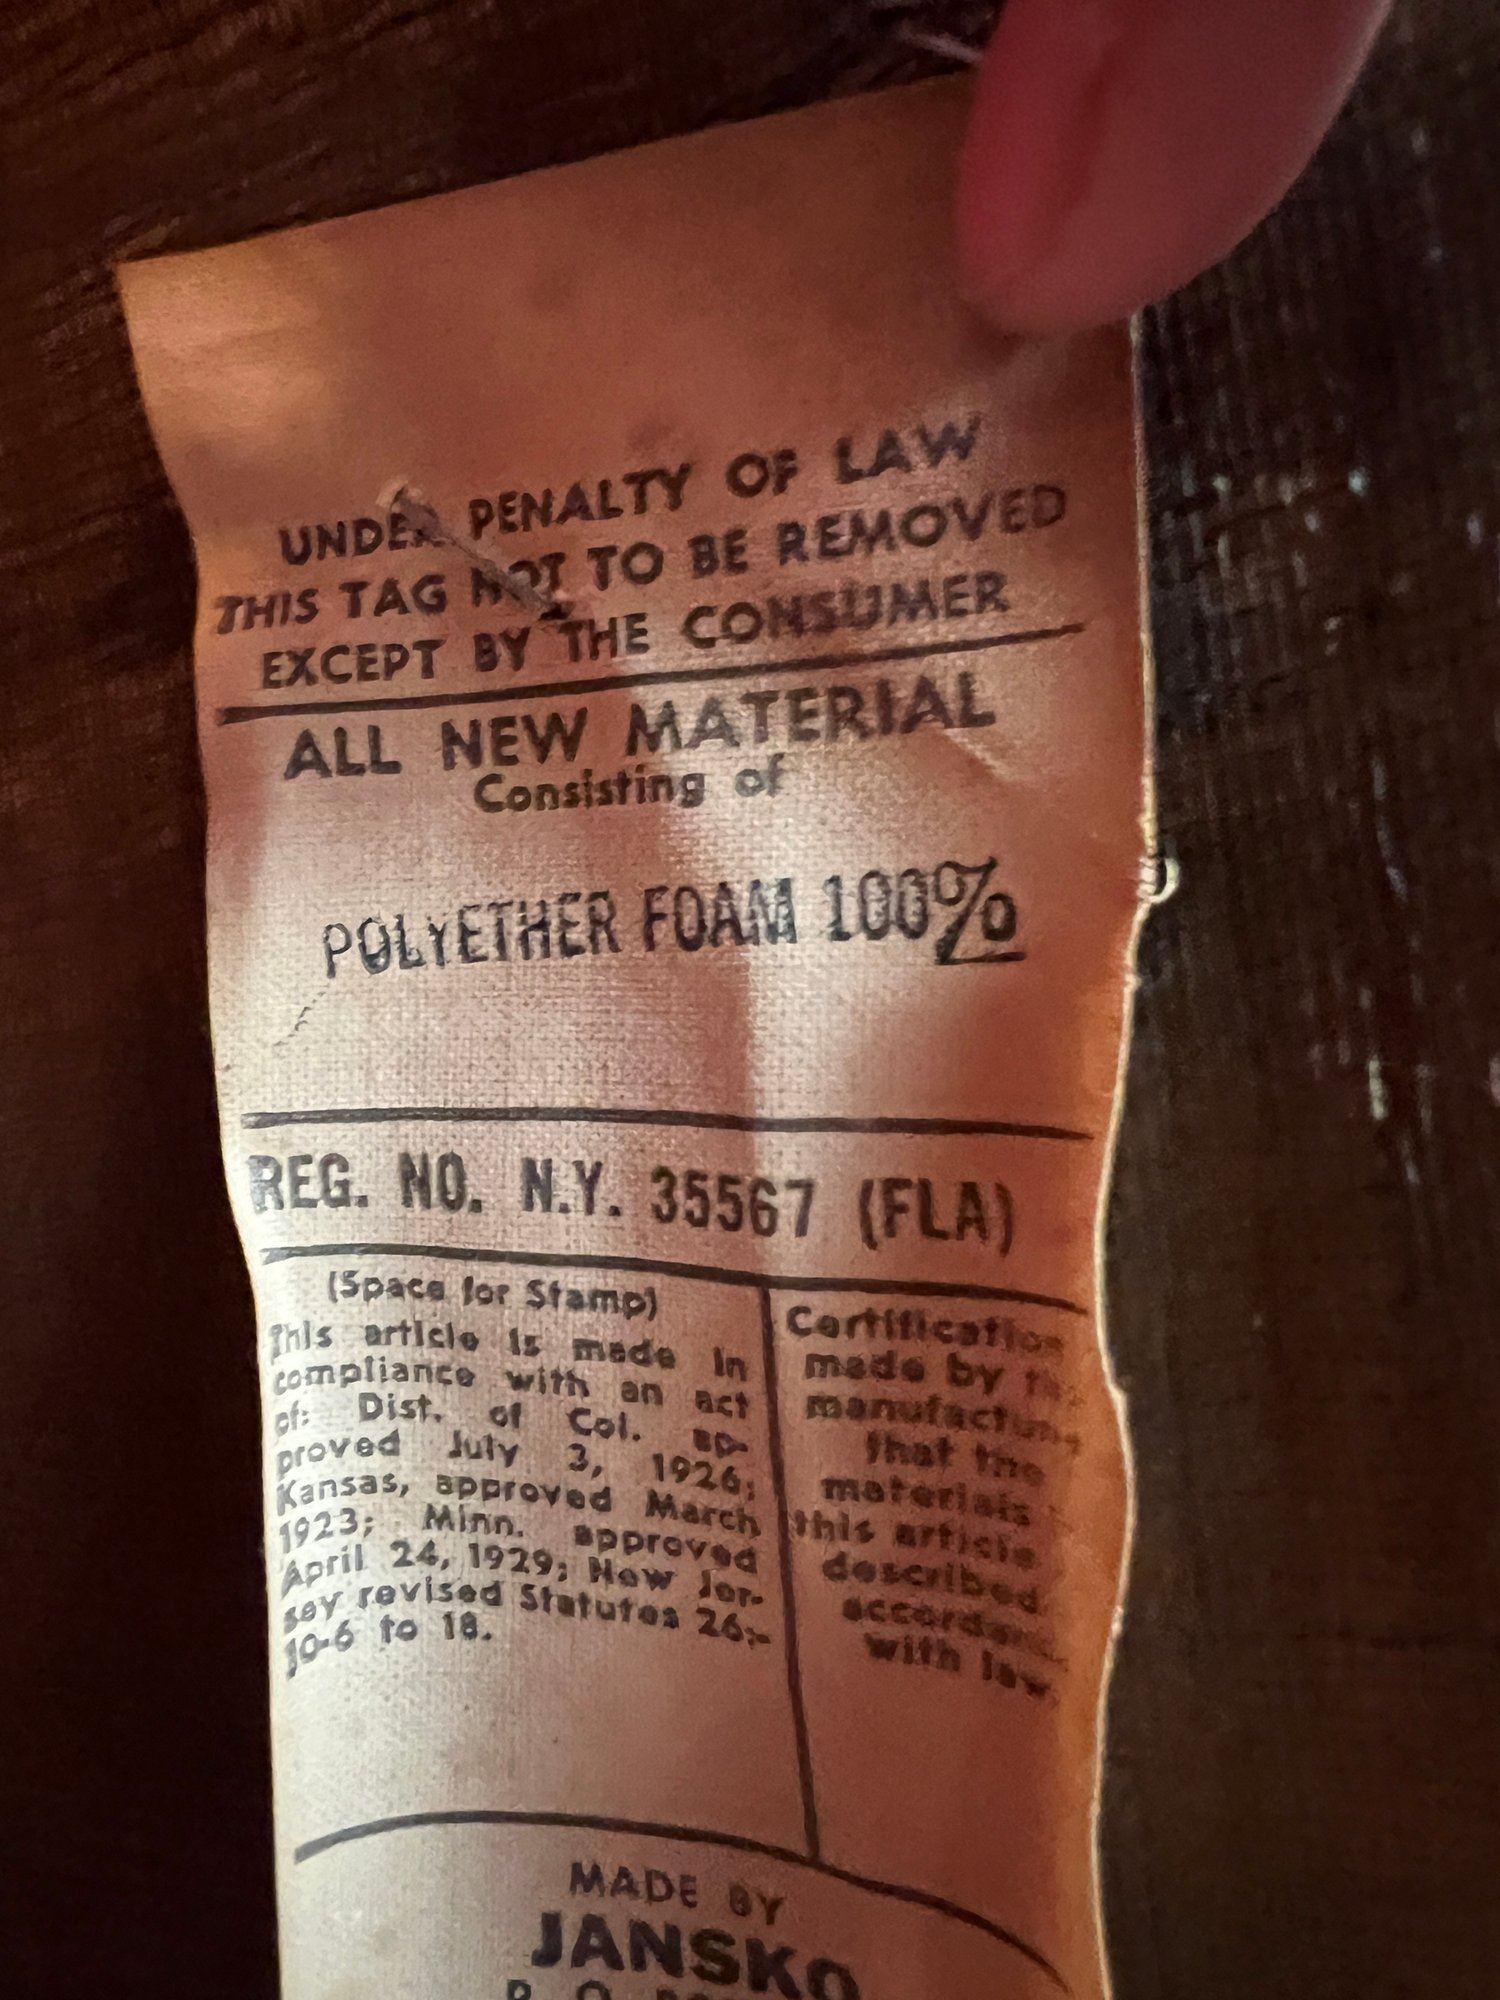 UNDER PENALTY OF LAW
THIS TAG NOT TO BE REMOVED
EXCEPT BY THE CONSUMER
ALL NEW MATERIAL
Consisting of
POLYETHER FOAM 100%
REG. NO. N.Y. 35567 (FLA)
(Space for Stamp)
This article is made in
compliance with an act
of: Dist. of Col. ap-
proved July 3, 1926;
Kansas, approved March
1923; Minn. approved
April 24, 1929; New Jer-
sey revised Statutes 26:-
10-6 to 18.
Certification
made by
manufacturer
that the
materials
this article
described
with law.
MADE BY
JANSKO
P. O.